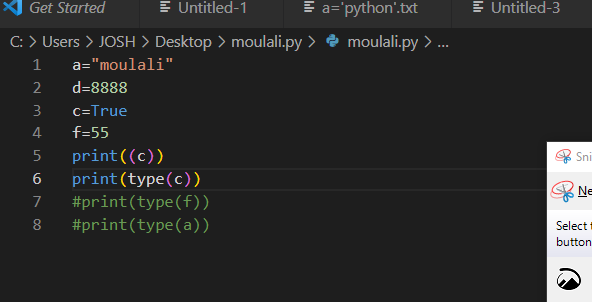 Get Started Untitled-1 a='python'.txt Untitled-3
C: > Users > JOSH > Desktop > moulali.py > moulali.py > ...
1 a="moulali"
2 d=8888
3 c=True
4 f=55
5 print((c))
6 print(type(c))
7 #print(type(f))
8 #print(type(a))
Sni
Ne
Select t
button